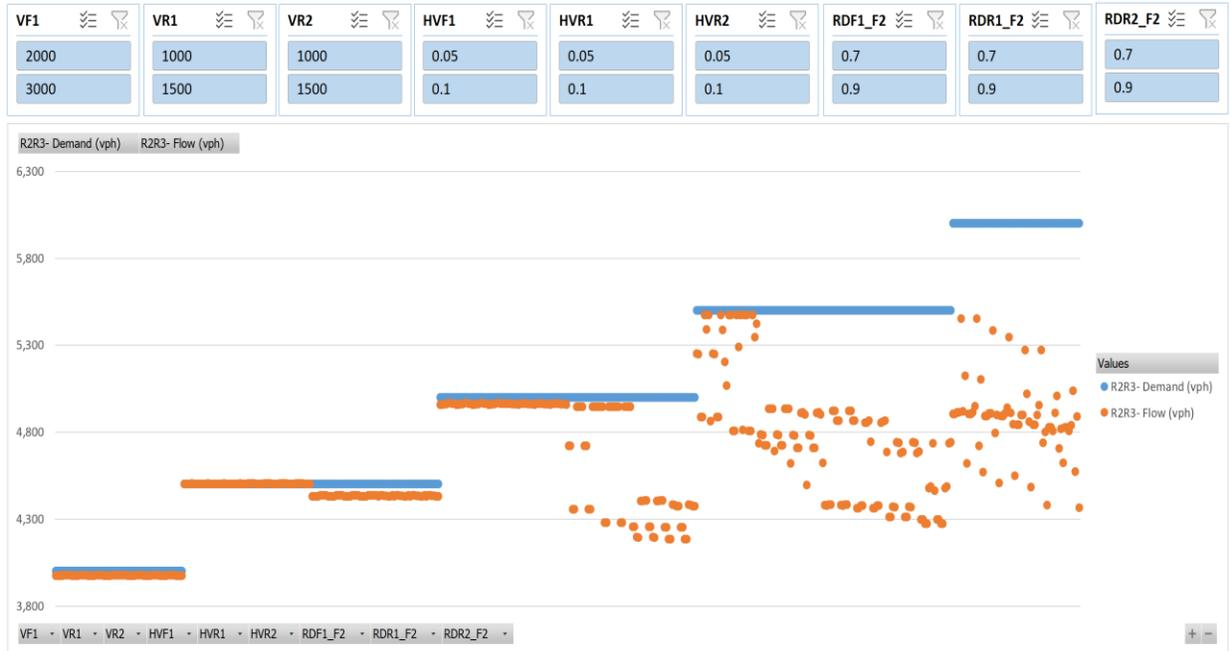 VF1 VR1 VR2 HVF1 HVR1 HVR2 RDF1_F2 RDR1_F2 RDR2_F2
2000 1000 1000 0.05 0.05 0.05 0.7 0.7 0.7
3000 1500 1500 0.1 0.1 0.1 0.9 0.9 0.9
R2R3- Demand (vph) R2R3- Flow (vph)
6,300
5,800
5,300
4,800
4,300
3,800
Values
R2R3- Demand (vph)
R2R3- Flow (vph)
VF1 VR1 VR2 HVF1 HVR1 HVR2 RDF1_F2 RDR1_F2 RDR2_F2